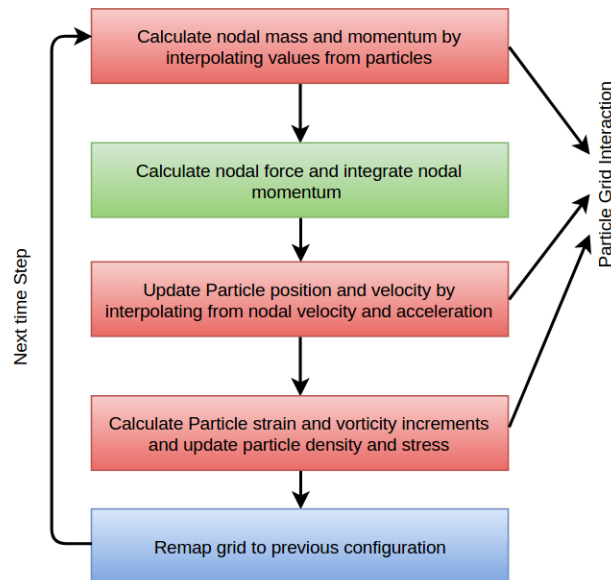 Calculate nodal mass and momentum by
interpolating values from particles
Calculate nodal force and integrate nodal
momentum
Update Particle position and velocity by
interpolating from nodal velocity and acceleration
Calculate Particle strain and vorticity increments
and update particle density and stress
Remap grid to previous configuration
Next time Step
Particle Grid Interaction